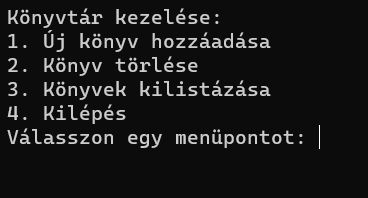 Könyvtár kezelése:
1. Új könyv hozzáadása
2. Könyv törlése
3. Könyvek kilistázása
4. Kilépés
Válasszon egy menüpontot: